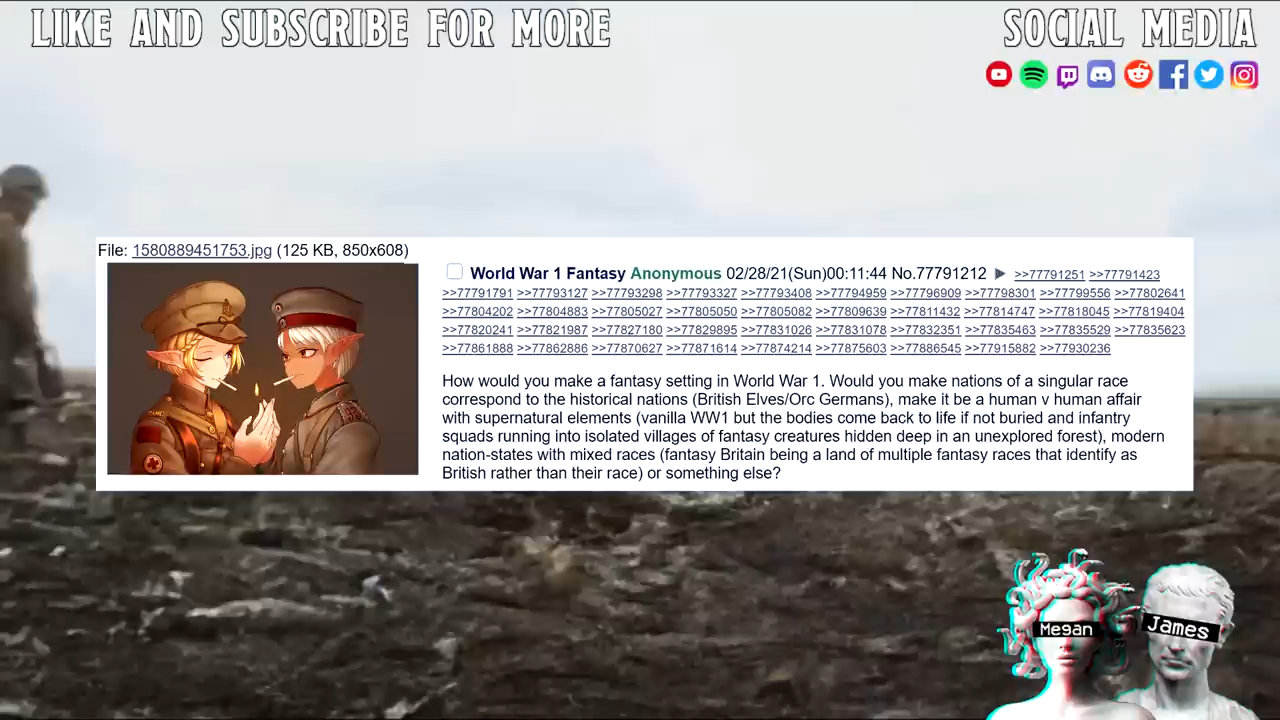 LIKE AND SUBSCRIBE FOR MORE
SOCIAL MEDIA
File: 1580889451753.jpg (125 KB, 850x608)
World War 1 Fantasy Anonymous 02/28/21(Sun)00:11:44 No.77791212 ▶ >>77791251 >>77791423
>>77791791 >>77793127 >>77793298 >>77793327 >>77793408 >>77794959 >>77796909 >>77798301 >>77799556 >>77802641
>>77804202 >>77804883 >>77805027 >>77805050 >>77805082 >>77809639 >>77811432 >>77814747 >>77818045 >>77819404
>>77820241 >>77821987 >>77827180 >>77829895 >>77831026 >>77831078 >>77832351 >>77835463 >>77835529 >>77835623
>>77861888 >>77862886 >>77870627 >>77871614 >>77874214 >>77875603 >>77886545 >>77915882 >>77930236
How would you make a fantasy setting in World War 1. Would you make nations of a singular race
correspond to the historical nations (British Elves/Orc Germans), make it be a human v human affair
with supernatural elements (vanilla WW1 but the bodies come back to life if not buried and infantry
squads running into isolated villages of fantasy creatures hidden deep in an unexplored forest), modern
nation-states with mixed races (fantasy Britain being a land of multiple fantasy races that identify as
British rather than their race) or something else?
Megan
James